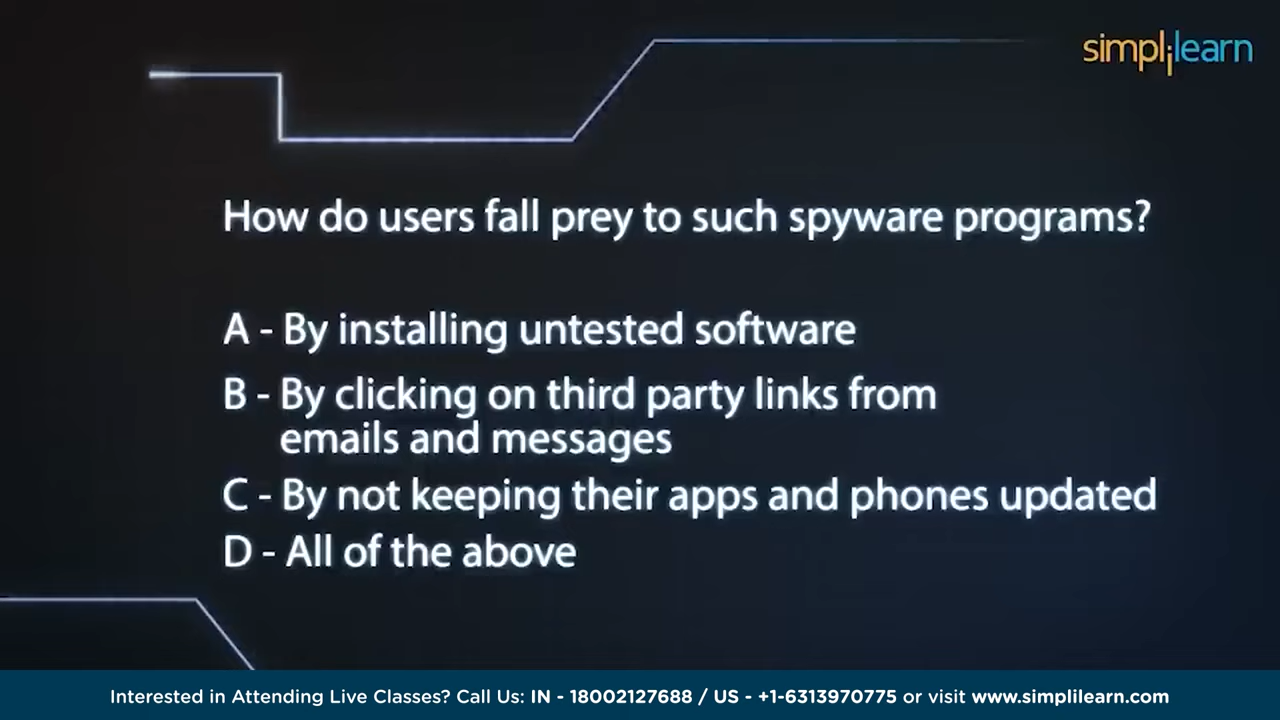 simplilearn
How do users fall prey to such spyware programs?
A - By installing untested software
B - By clicking on third party links from
emails and messages
C - By not keeping their apps and phones updated
D - All of the above
Interested in Attending Live Classes? Call Us: IN - 18002127688 / US - +1-6313970775 or visit www.simplilearn.com